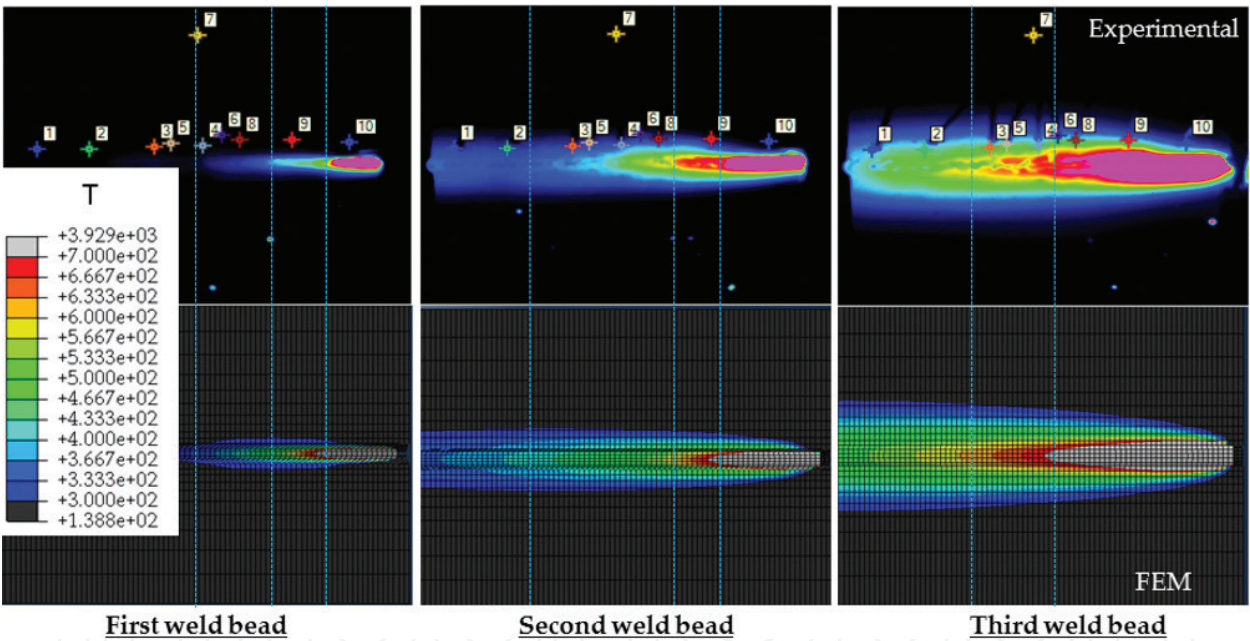 7
7
7
Experimental
1
2
3
5
4
6
8
9
10
1
2
3
5
4
6
8
9
10
1
2
3
5
4
6
8
9
10
T
+3.929e+03
+7.000e+02
+6.667e+02
+6.333e+02
+6.000e+02
+5.667e+02
+5.333e+02
+5.000e+02
+4.667e+02
+4.333e+02
+4.000e+02
+3.667e+02
+3.333e+02
+3.000e+02
+1.388e+02
FEM
First weld bead
Second weld bead
Third weld bead